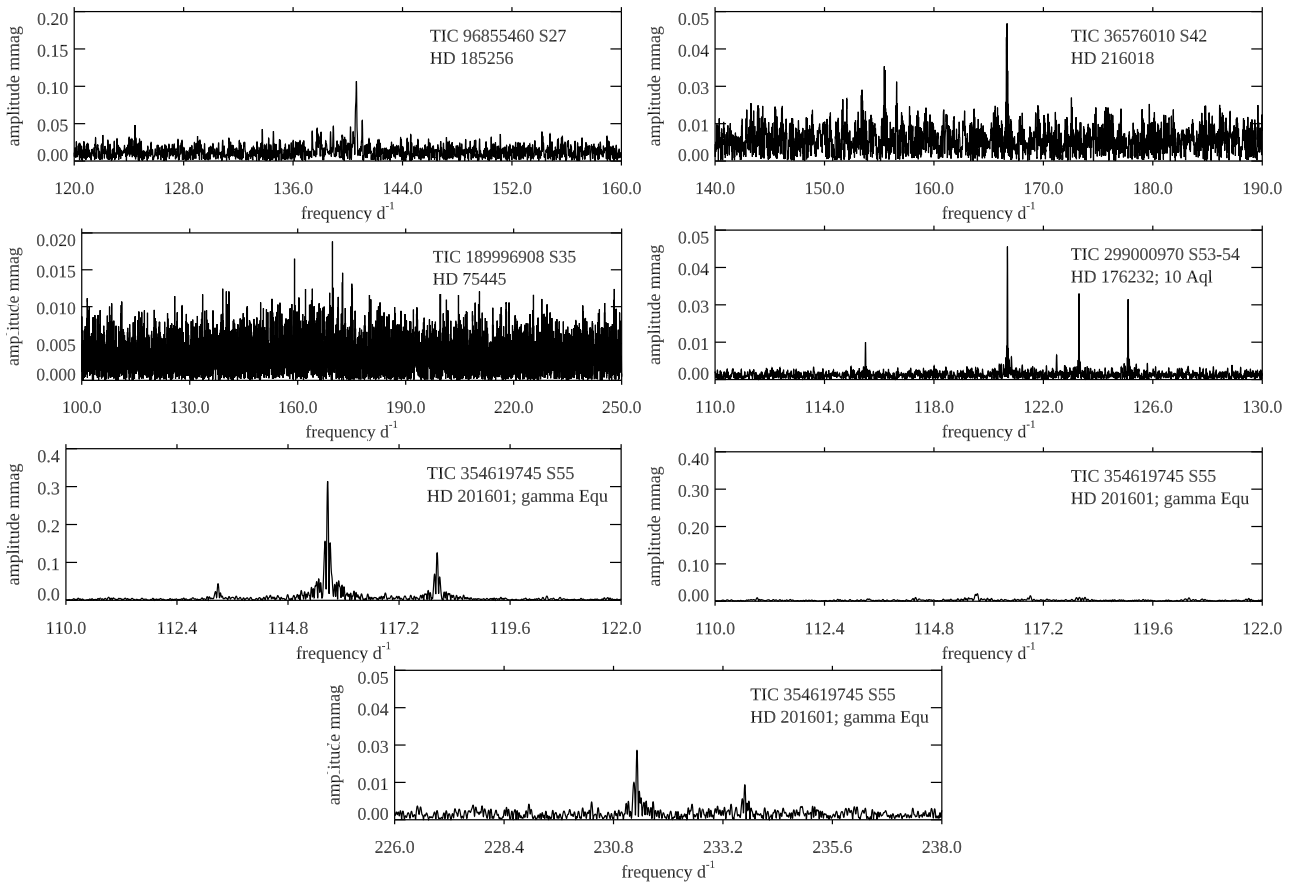 0.20
0.15
0.10
0.05
0.00
amplitude mmag
TIC 96855460 S27
HD 185256
120.0 128.0 136.0 144.0 152.0 160.0
frequency d-1
0.05
0.04
0.03
0.01
0.00
amplitude mmag
TIC 36576010 S42
HD 216018
140.0 150.0 160.0 170.0 180.0 190.0
frequency d-1
0.020
0.015
0.010
0.005
0.000
amplitude mmag
TIC 189996908 S35
HD 75445
100.0 130.0 160.0 190.0 220.0 250.0
frequency d-1
0.05
0.04
0.03
0.01
0.00
amplitude mmag
TIC 299000970 S53-54
HD 176232; 10 Aql
110.0 114.0 118.0 122.0 126.0 130.0
frequency d-1
0.4
0.3
0.2
0.1
0.0
amplitude mmag
TIC 354619745 S55
HD 201601; gamma Equ
110.0 112.4 114.8 117.2 119.6 122.0
frequency d-1
0.40
0.30
0.20
0.10
0.00
amplitude mmag
TIC 354619745 S55
HD 201601; gamma Equ
110.0 112.4 114.8 117.2 119.6 122.0
frequency d-1
0.05
0.04
0.03
0.01
0.00
amplitude mmag
TIC 354619745 S55
HD 201601; gamma Equ
226.0 228.4 230.8 233.2 235.6 238.0
frequency d-1